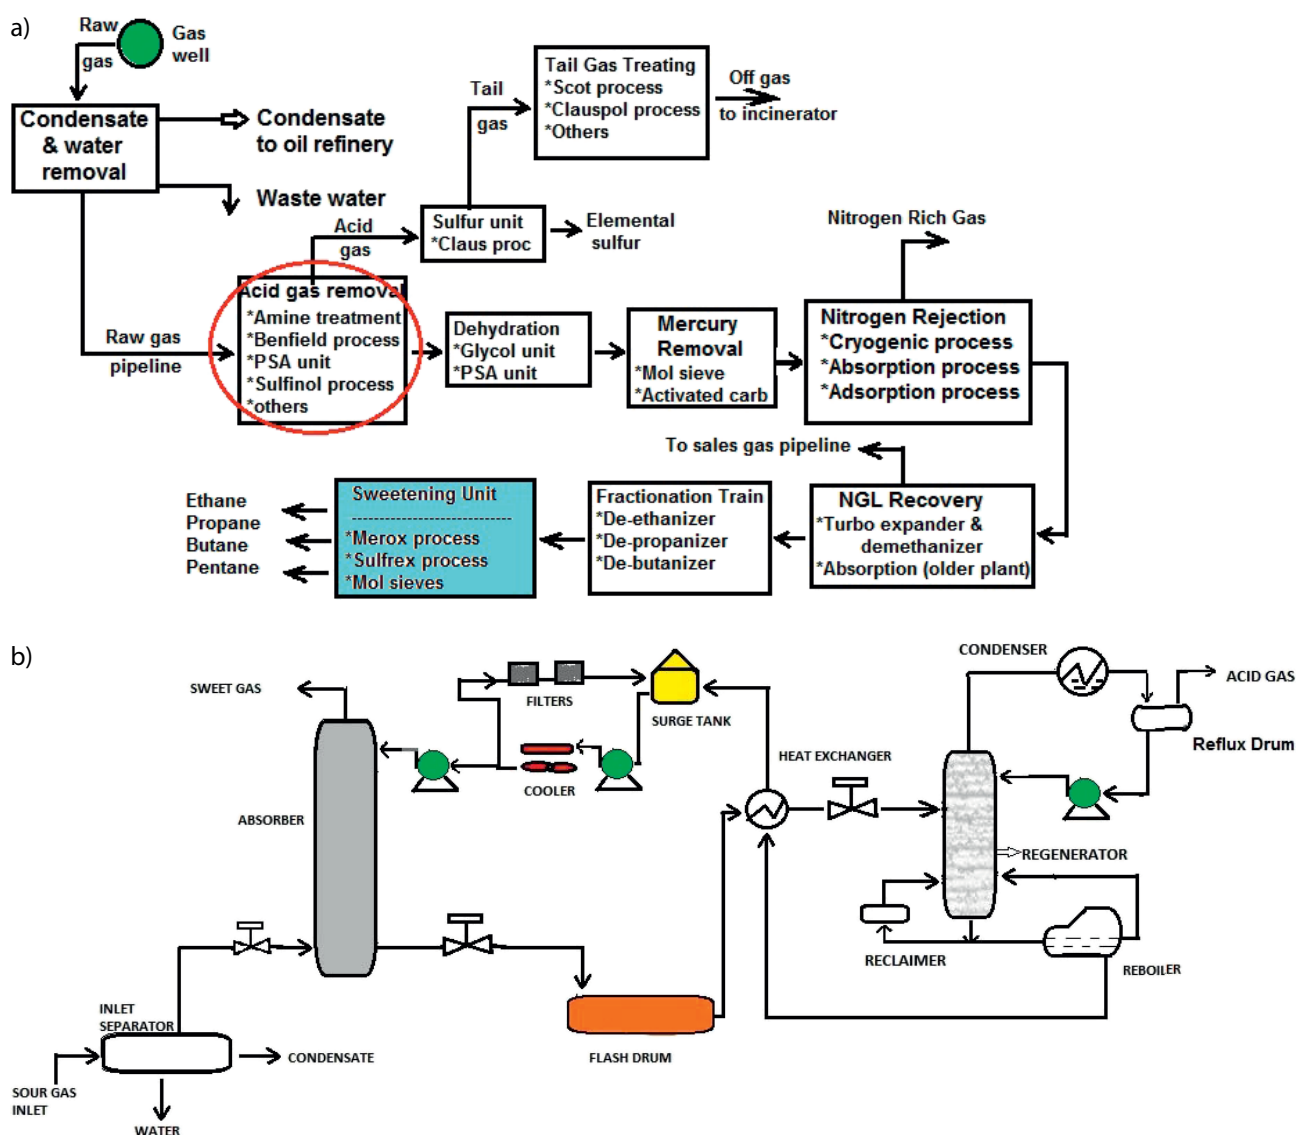 a)
Raw
gas
Gas
well
Condensate
& water
removal
Condensate
to oil refinery
Waste water
Tail
gas
Tail Gas Treating
*Scot process
*Clauspol process
*Others
Off gas
to incinerator
Acid
gas
Sulfur unit
*Claus proc
Elemental
sulfur
Nitrogen Rich Gas
Raw gas
pipeline
Acid gas removal
*Amine treatment
*Benfield process
*PSA unit
*Sulfinol process
*others
Dehydration
*Glycol unit
*PSA unit
Mercury
Removal
*Mol sieve
*Activated carb
Nitrogen Rejection
*Cryogenic process
*Absorption process
*Adsorption process
To sales gas pipeline
NGL Recovery
*Turbo expander &
demethanizer
*Absorption (older plant)
Fractionation Train
*De-ethanizer
*De-propanizer
*De-butanizer
Sweetening Unit
*Merox process
*Sulfrex process
*Mol sieves
Ethane
Propane
Butane
Pentane
b)
SWEET GAS
FILTERS
SURGE TANK
CONDENSER
ACID GAS
Reflux Drum
HEAT EXCHANGER
COOLER
ABSORBER
REGENERATOR
RECLAIMER
REBOILER
INLET
SEPARATOR
CONDENSATE
FLASH DRUM
SOUR GAS
INLET
WATER